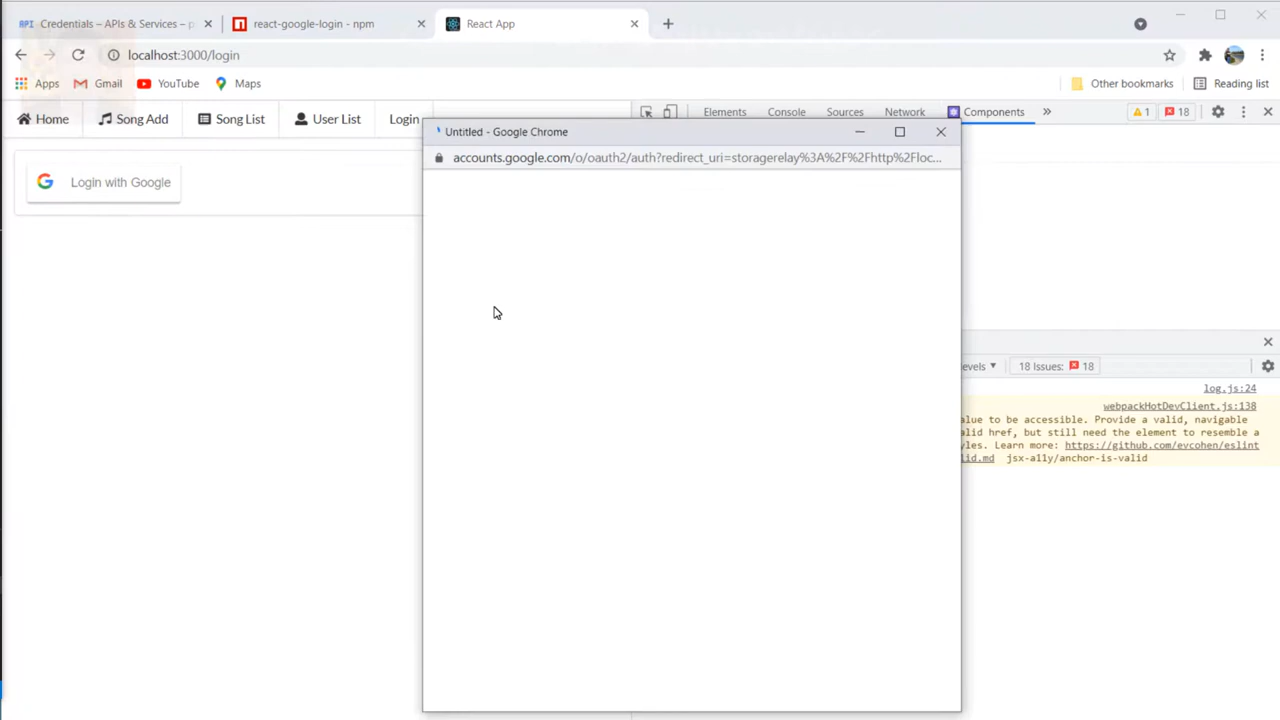 API Credentials – APIs & Services – p
react-google-login - npm
React App
localhost:3000/login
Apps
Gmail
YouTube
Maps
Other bookmarks
Reading list
Home
Song Add
Song List
User List
Login
Elements
Console
Sources
Network
Components
»
1
18
Untitled - Google Chrome
accounts.google.com/o/oauth2/auth?redirect_uri=storagerelay%3A%2F%2Fhttp%2Floc...
Login with Google
evels ▼
18 Issues:
18
log.js:24
webpackHotDevClient.js:138
alue to be accessible. Provide a valid, navigable
alid href, but still need the element to resemble a
yles. Learn more: https://github.com/evcohen/eslint
lid.md jsx-a11y/anchor-is-valid